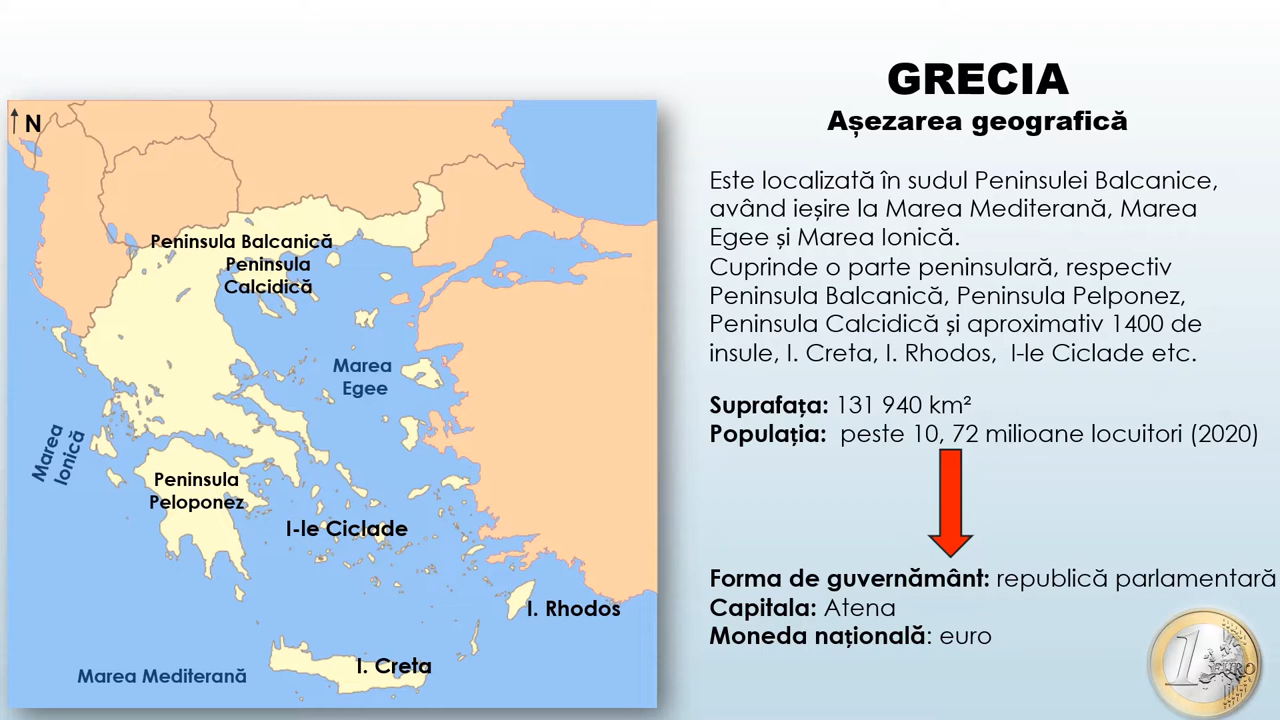 GRECIA
Așezarea geografică
N
Peninsula Balcanică
Peninsula
Calcidică
Marea
Egee
Marea
Ionică
Peninsula
Peloponez
I-le Ciclade
I. Rhodos
I. Creta
Marea Mediterană
Este localizată în sudul Peninsulei Balcanice,
având ieșire la Marea Mediterană, Marea
Egee și Marea Ionică.
Cuprinde o parte peninsulară, respectiv
Peninsula Balcanică, Peninsula Pelponez,
Peninsula Calcidică și aproximativ 1400 de
insule, I. Creta, I. Rhodos, I-le Ciclade etc.
Suprafața: 131 940 km²
Populația: peste 10, 72 milioane locuitori (2020)
Forma de guvernământ: republică parlamentară
Capitala: Atena
Moneda națională: euro
1 EURO